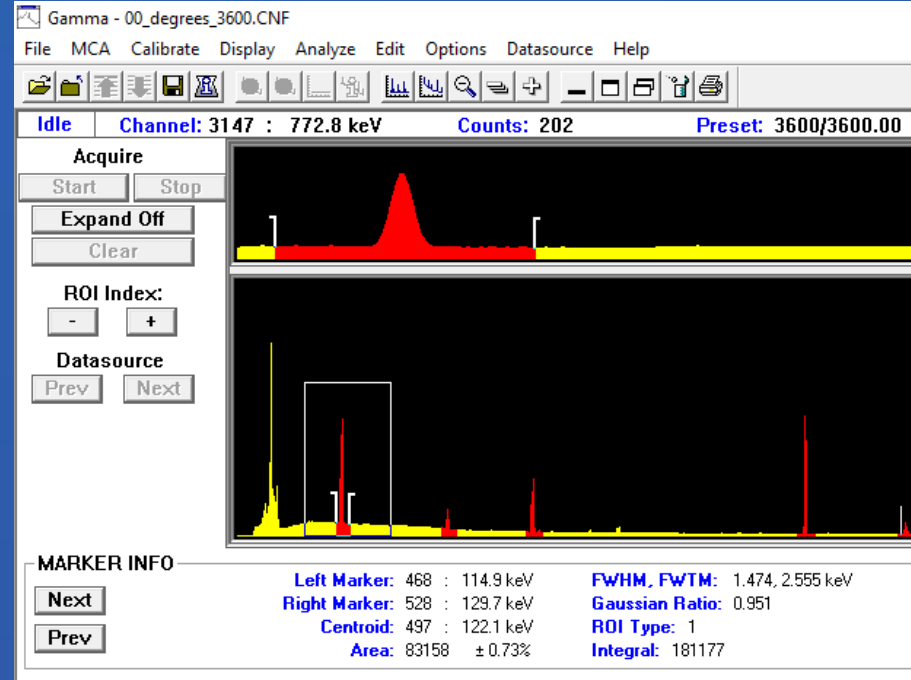 Gamma - 00_degrees_3600.CNF
File MCA Calibrate Display Analyze Edit Options Datasource Help
Idle Channel: 3147 : 772.8 keV Counts: 202 Preset: 3600/3600.00
Acquire
Start Stop
Expand Off
Clear
ROI Index:
- +
Datasource
Prev Next
MARKER INFO
Next
Prev
Left Marker: 468 : 114.9 keV FWHM, FWTM: 1.474, 2.555 keV
Right Marker: 528 : 129.7 keV Gaussian Ratio: 0.951
Centroid: 497 : 122.1 keV ROI Type: 1
Area: 83158 ± 0.73% Integral: 181177